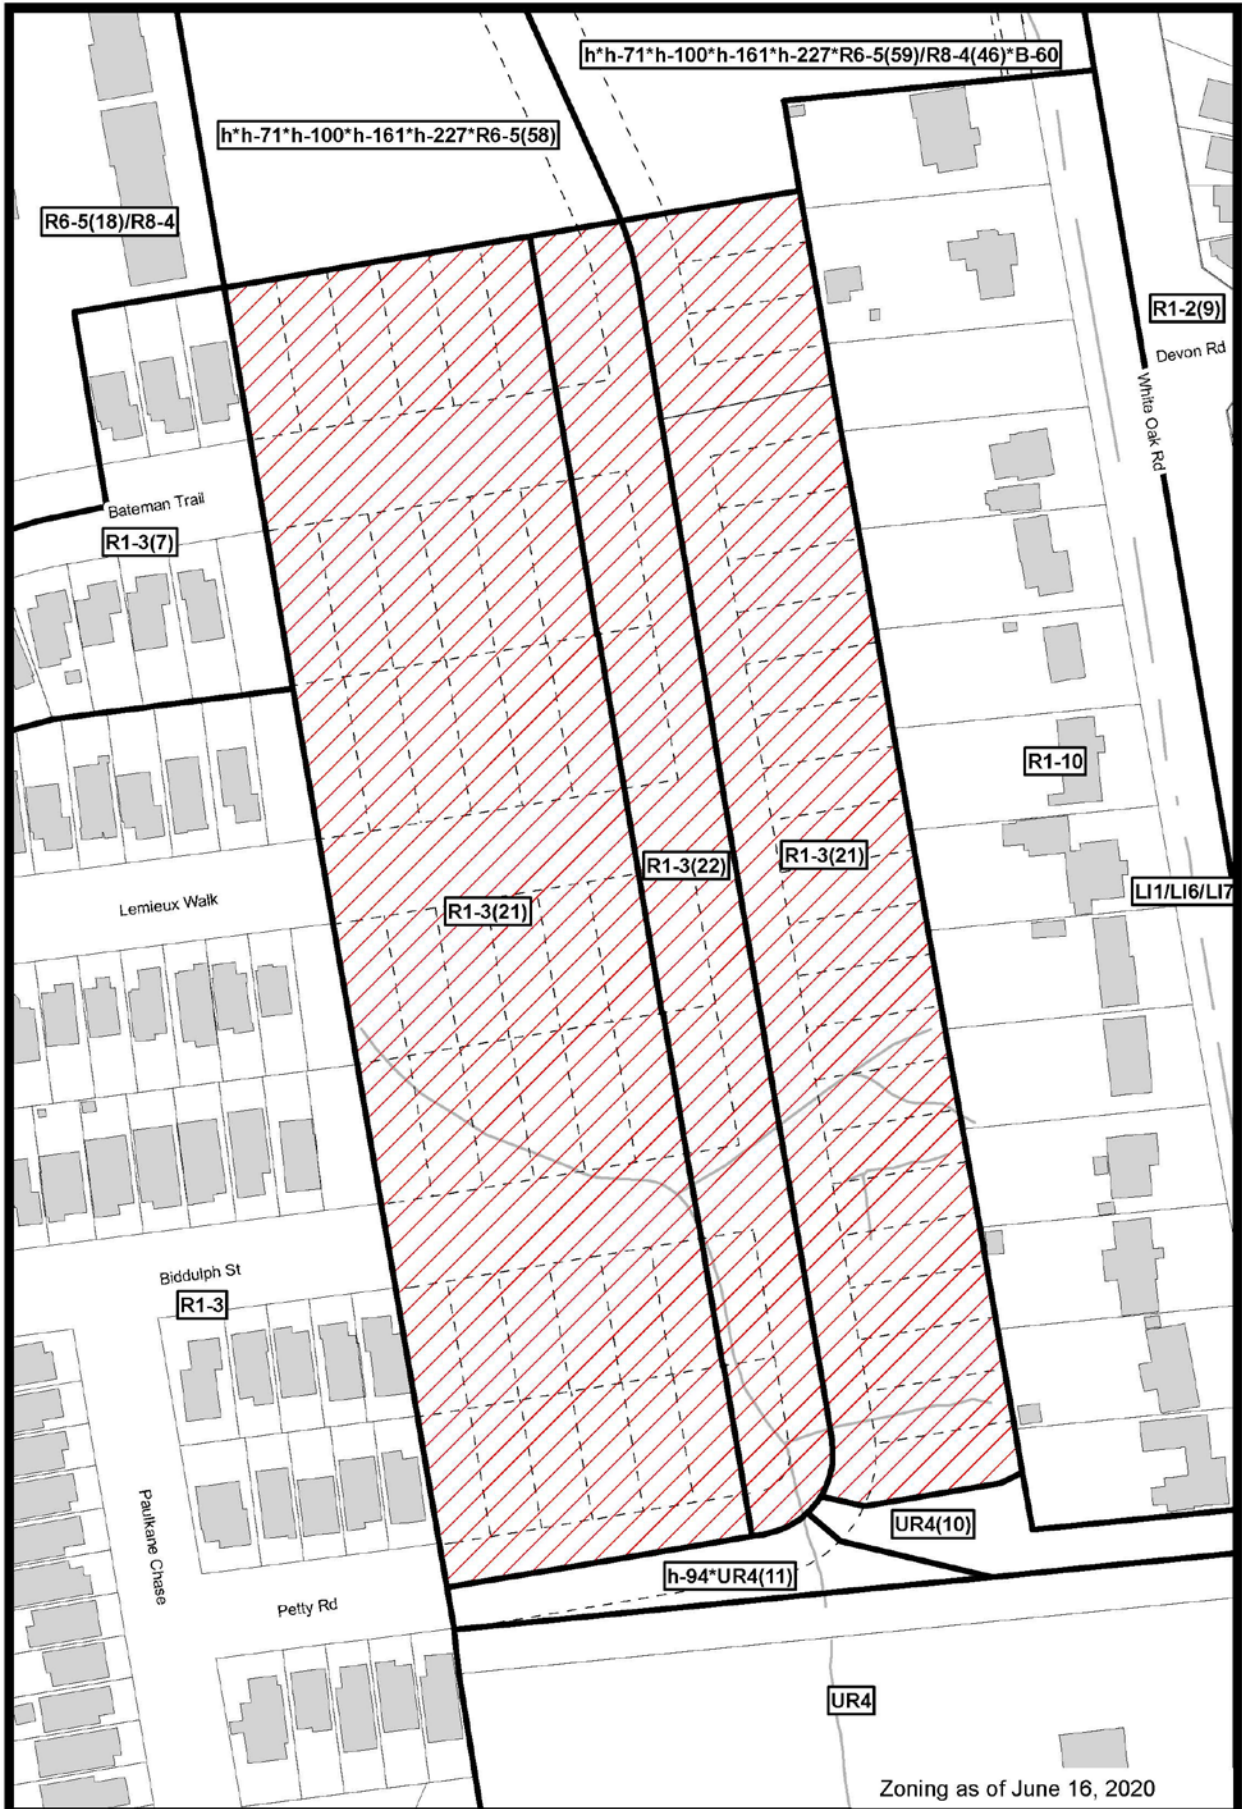 h*h-71*h-100*h-161*h-227*R6-5(59)/R8-4(46)*B-60
h*h-71*h-100*h-161*h-227*R6-5(58)
R6-5(18)/R8-4
R1-2(9)
Devon Rd
White Oak Rd
Bateman Trail
R1-3(7)
R1-10
R1-3(22)
R1-3(21)
R1-3(21)
LI1/LI6/LI7
Lemieux Walk
Biddulph St
R1-3
Paulkane Chase
UR4(10)
h-94*UR4(11)
Petty Rd
UR4
Zoning as of June 16, 2020